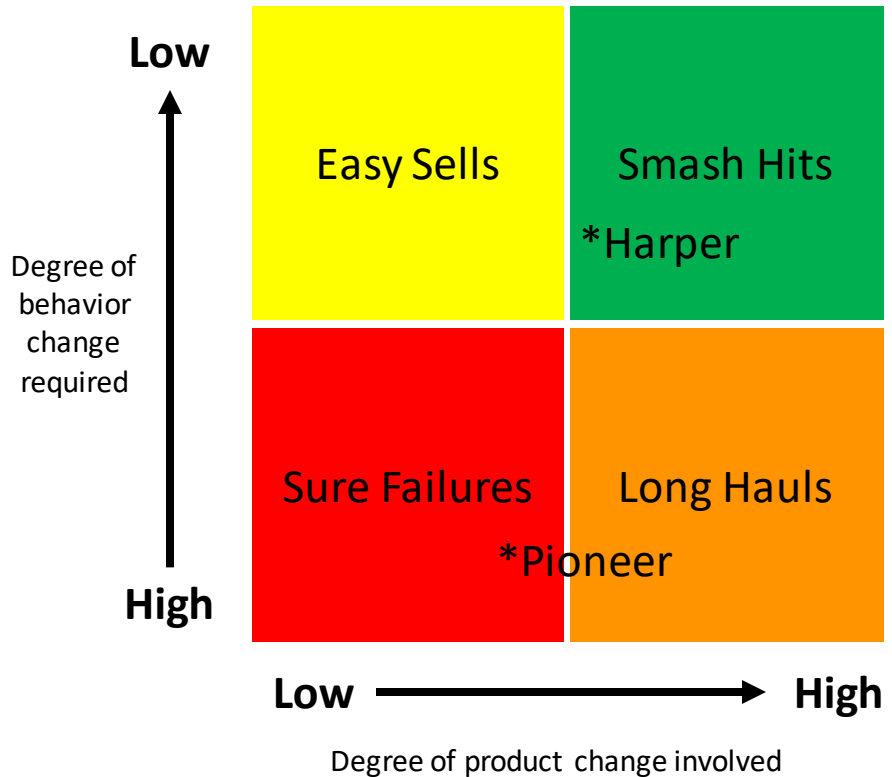 Low
Easy Sells
Smash Hits
*Harper
Degree of
behavior
change
required
Sure Failures
Long Hauls
*Pioneer
High
Low
High
Degree of product change involved